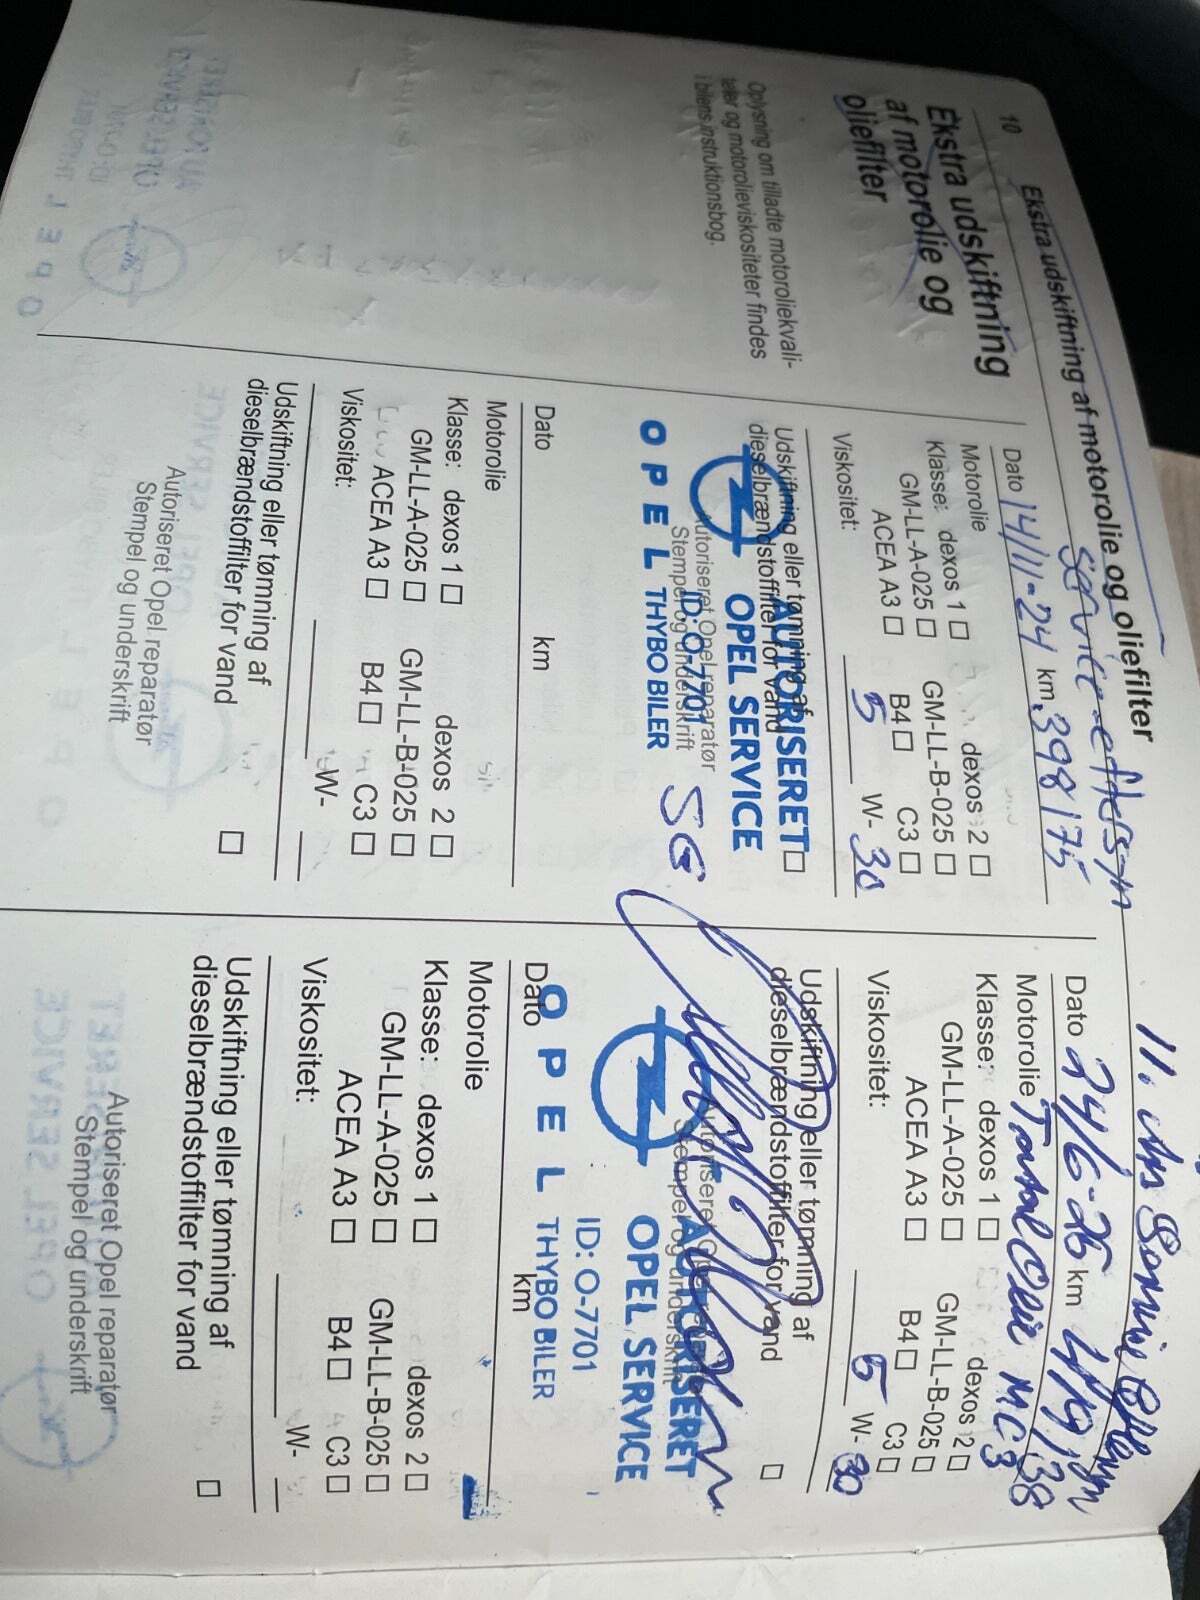 10
Ekstra udskiftning af motorolie og oliefilter
Ekstra udskiftning
af motorolie og
oliefilter
Oplysning om tilladte motoroliekvali-
teter og motorolieviskositeter findes
i bilens instruktionsbog.
Dato 14/11-24 km 398175
Motorolie
Klasse: dexos 1 □ dexos 2 □
GM-LL-A-025 □ GM-LL-B-025 □
ACEA A3 □ B4 □ C3 □
Viskositet: 5 W- 30
Udskiftning eller tømning af
dieselbrændstoffilter for vand □
Autoriseret Opel reparatør
Stempel og underskrift
AUTORISERET
OPEL SERVICE
ID: O-7701
OPEL THYBO BILER
SG
Dato km
Motorolie
Klasse: dexos 1 □ dexos 2 □
GM-LL-A-025 □ GM-LL-B-025 □
ACEA A3 □ B4 □ C3 □
Viskositet: W-
Udskiftning eller tømning af
dieselbrændstoffilter for vand □
Autoriseret Opel reparatør
Stempel og underskrift
11.
Dato km
Motorolie MC3
Klasse: dexos 1 □ dexos 2 □
GM-LL-A-025 □ GM-LL-B-025 □
ACEA A3 □ B4 □ C3 □
Viskositet: 5 W- 30
Udskiftning eller tømning af
dieselbrændstoffilter for vand □
Autoriseret Opel reparatør
Stempel og underskrift
AUTORISERET
OPEL SERVICE
ID: O-7701
OPEL THYBO BILER
Dato km
Motorolie
Klasse: dexos 1 □ dexos 2 □
GM-LL-A-025 □ GM-LL-B-025 □
ACEA A3 □ B4 □ C3 □
Viskositet: W-
Udskiftning eller tømning af
dieselbrændstoffilter for vand □
Autoriseret Opel reparatør
Stempel og underskrift